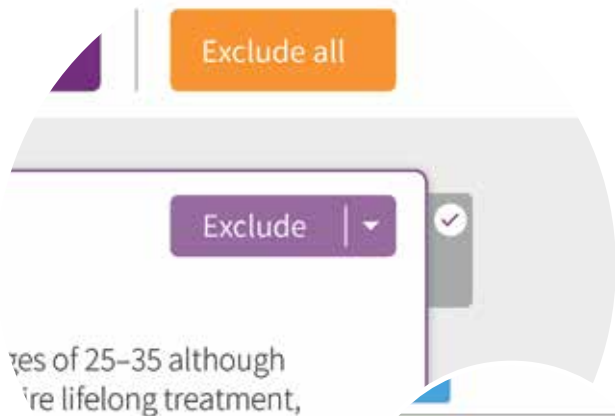 Exclude all
Exclude
ges of 25–35 although
ire lifelong treatment,